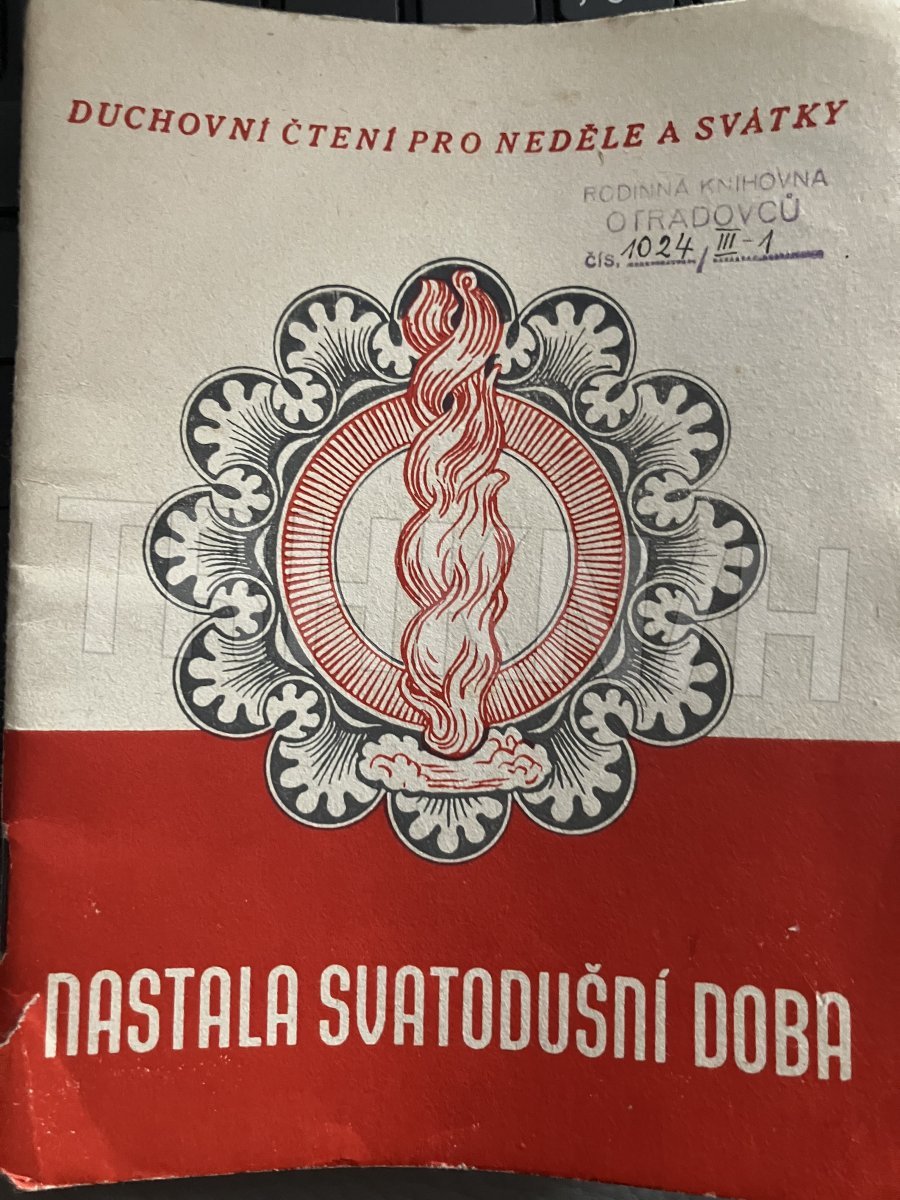 DUCHOVNÍ ČTENÍ PRO NEDĚLE A SVÁTKY
RODINNÁ KNIHOVNA
OTRADOVCŮ
čís. 1024 / III - 1
NASTALA SVATODUŠNÍ DOBA